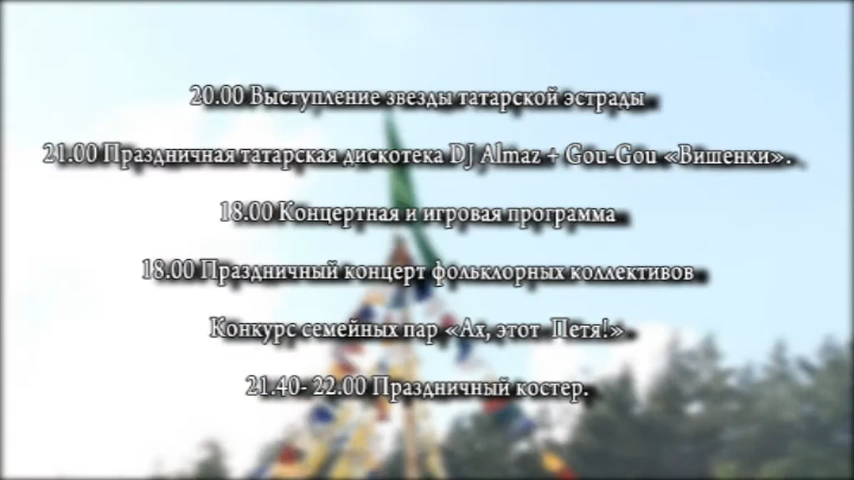 20.00 Выступление звезды татарской эстрады
21.00 Праздничная татарская дискотека DJ Almaz + Gou-Gou «Вишенки».
18.00 Концертная и игровая программа
18.00 Праздничный концерт фольклорных коллективов
Конкурс семейных пар «Ах, этот Петя!»
21.40- 22.00 Праздничный костер.